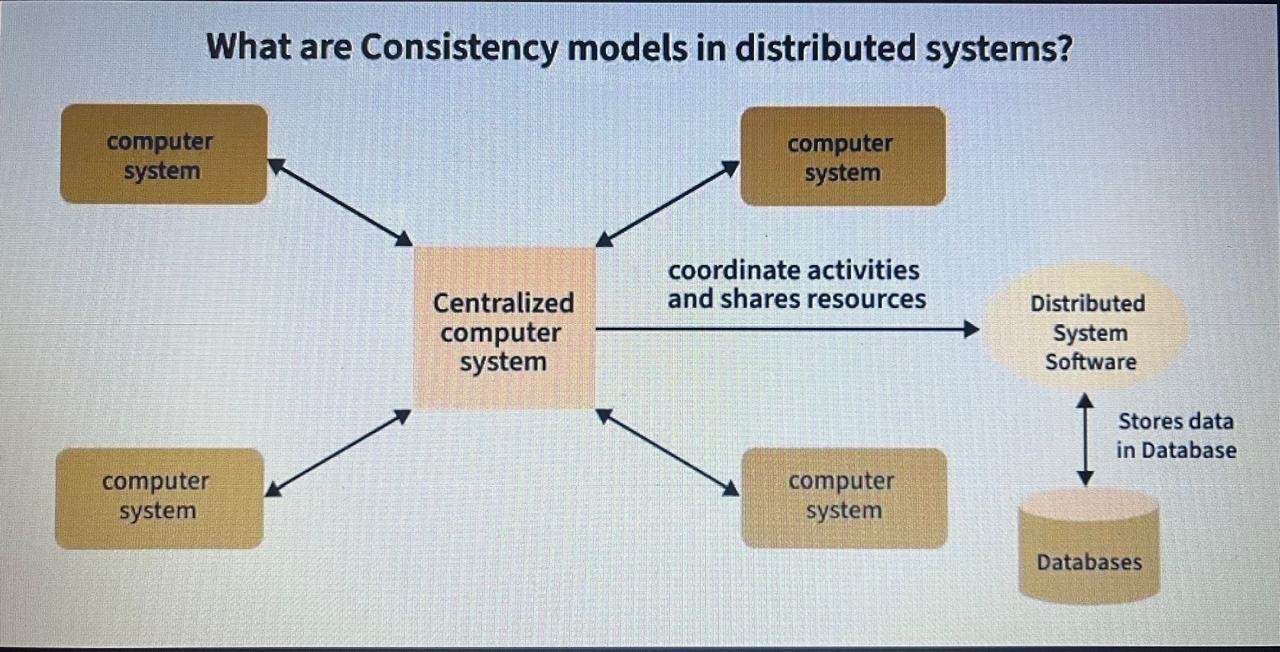 What are Consistency models in distributed systems?
computer
system
computer
system
coordinate activities
and shares resources
Centralized
computer
system
Distributed
System
Software
Stores data
in Database
computer
system
computer
system
Databases